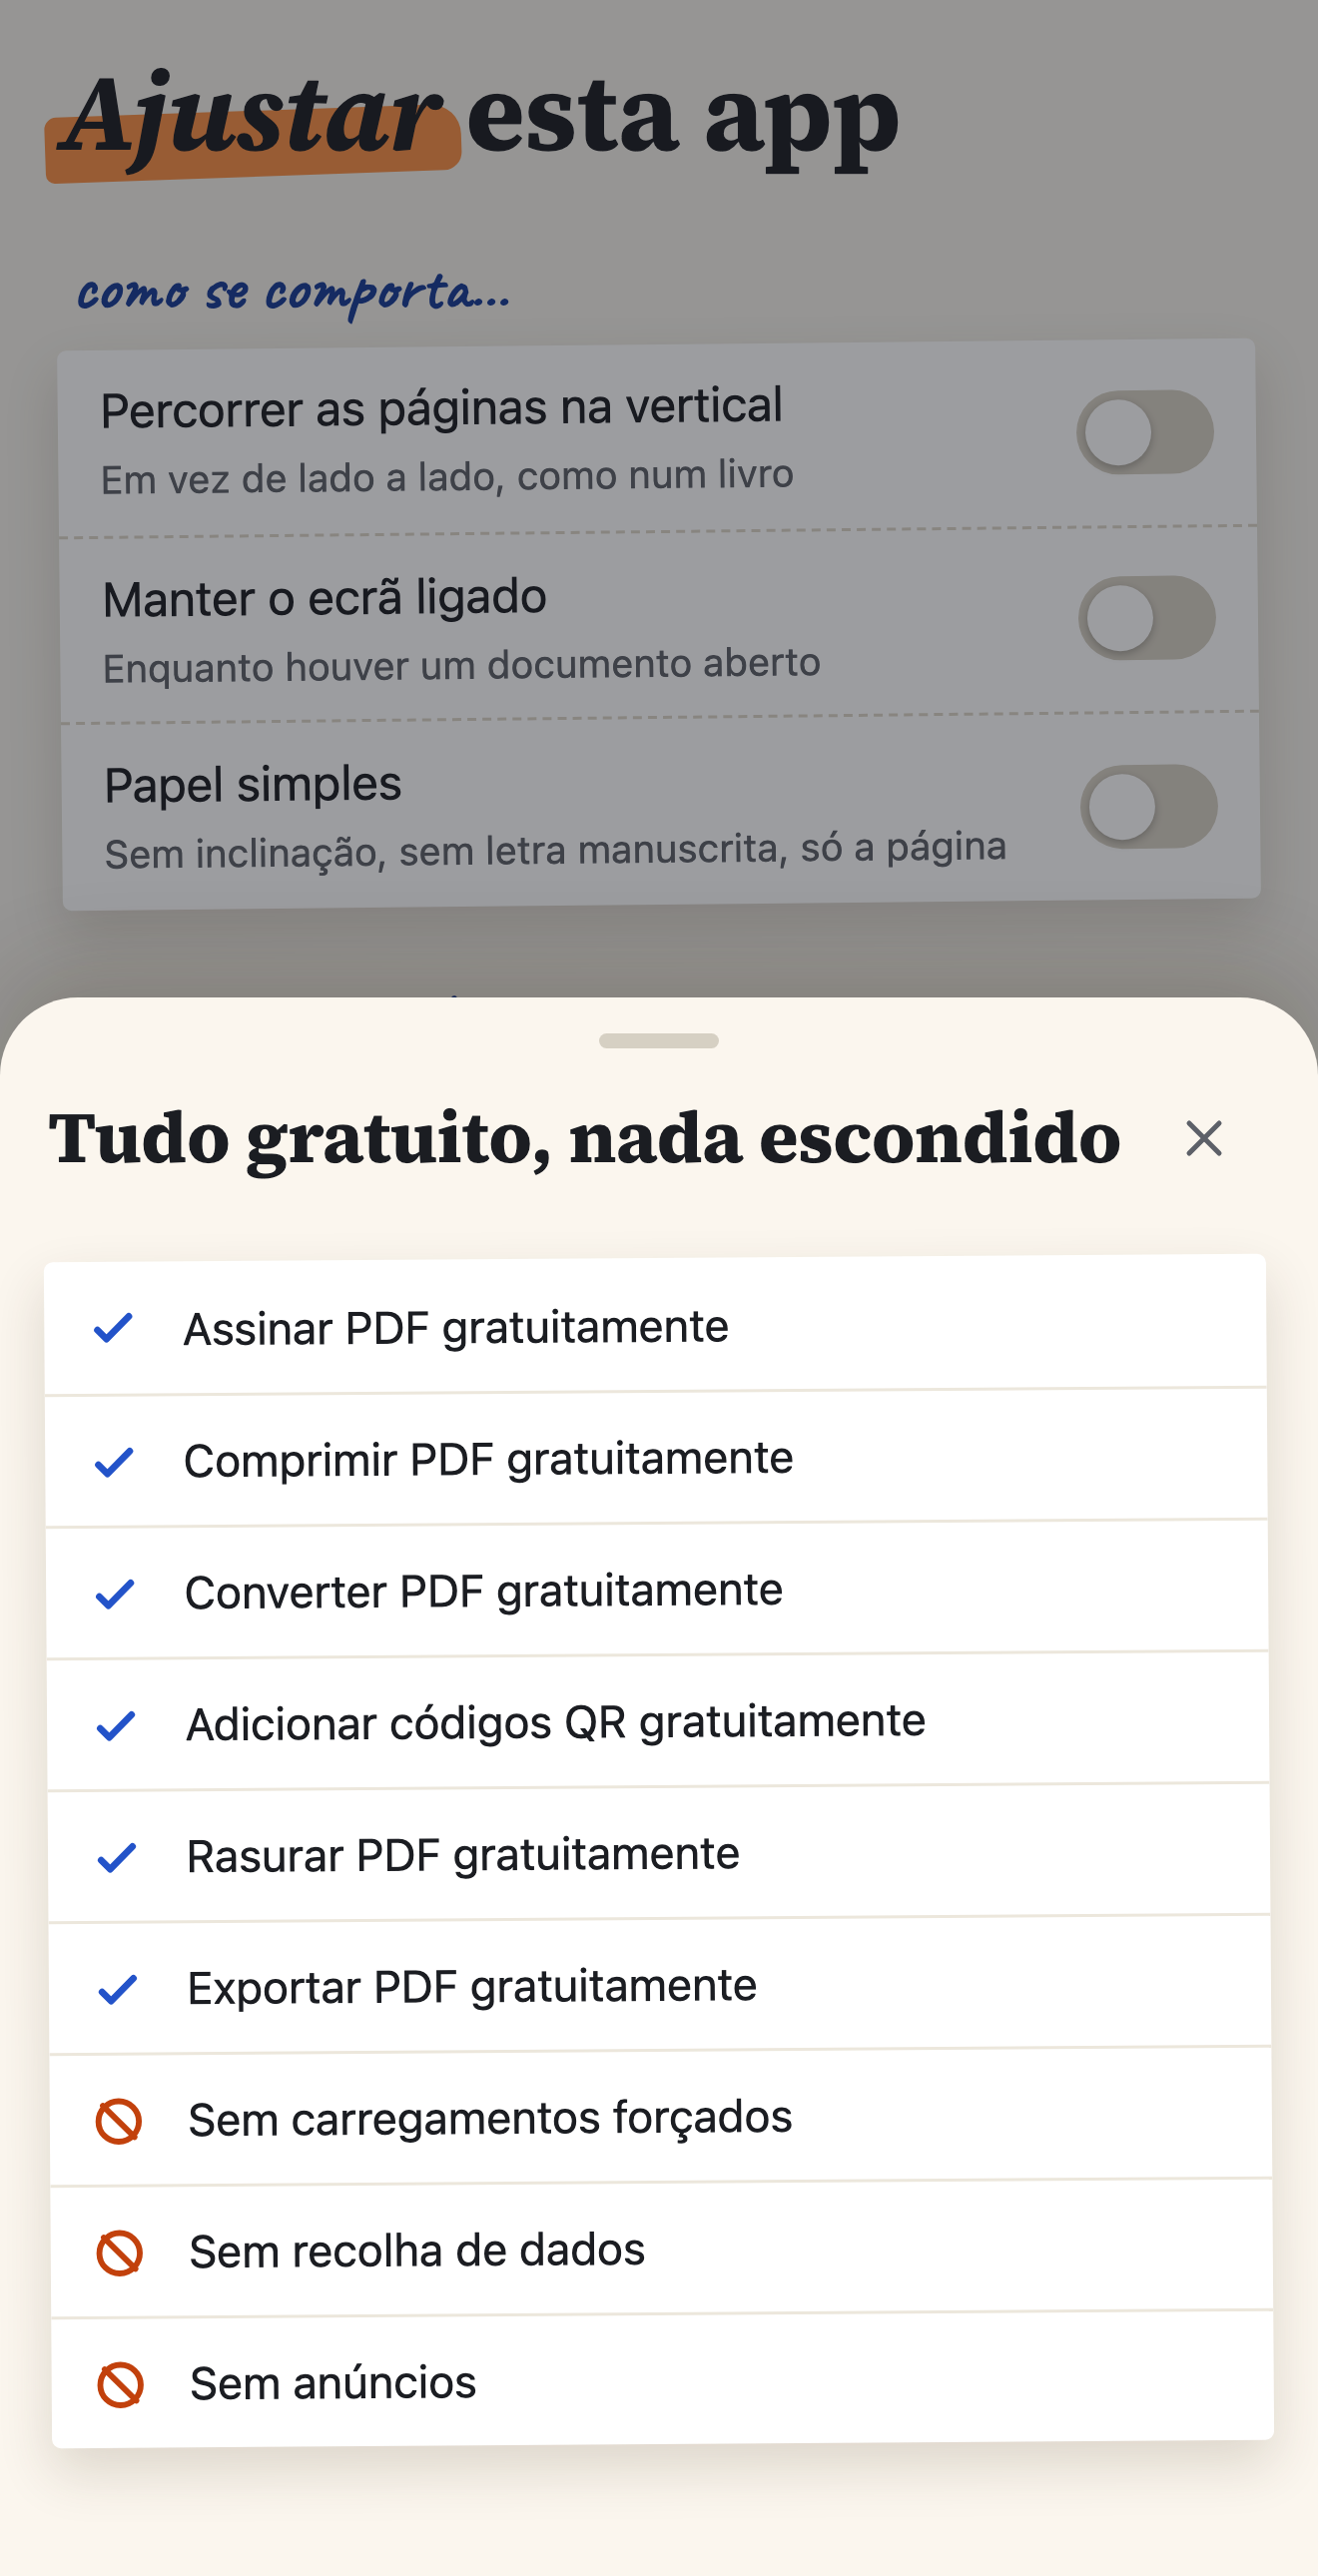 Ajustar esta app
como se comporta...
Percorrer as páginas na vertical
Em vez de lado a lado, como num livro
Manter o ecrã ligado
Enquanto houver um documento aberto
Papel simples
Sem inclinação, sem letra manuscrita, só a página
Tudo gratuito, nada escondido
Assinar PDF gratuitamente
Comprimir PDF gratuitamente
Converter PDF gratuitamente
Adicionar códigos QR gratuitamente
Rasurar PDF gratuitamente
Exportar PDF gratuitamente
Sem carregamentos forçados
Sem recolha de dados
Sem anúncios